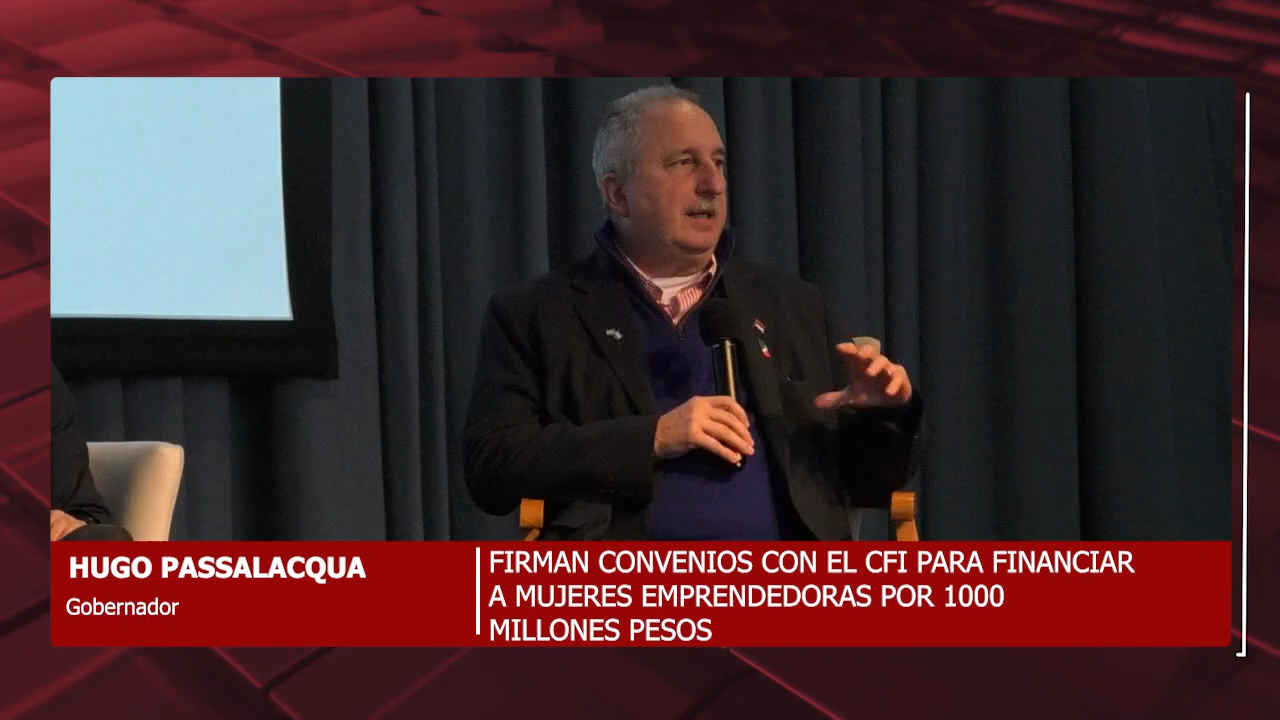 HUGO PASSALACQUA
Gobernador
FIRMAN CONVENIOS CON EL CFI PARA FINANCIAR
A MUJERES EMPRENDEDORAS POR 1000
MILLONES PESOS